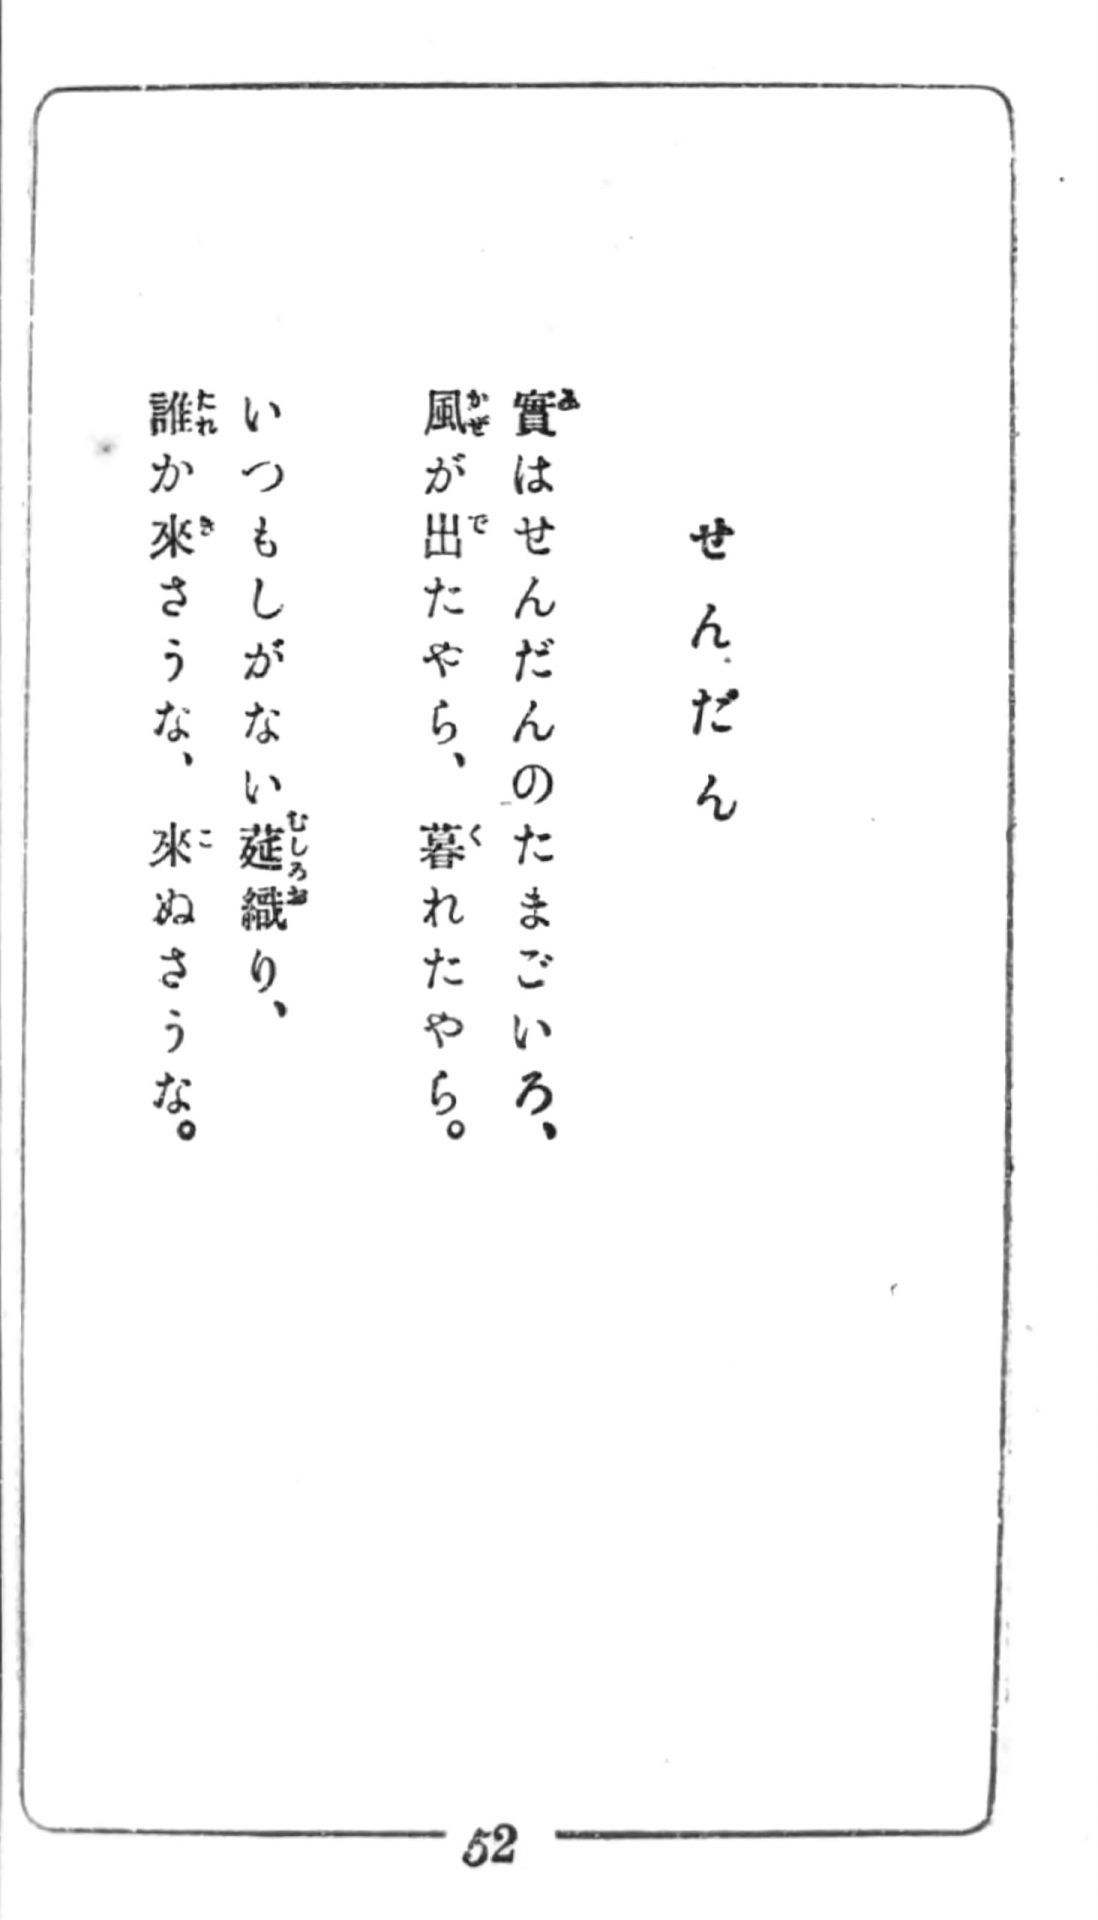 せんだん
實はせんだんのたまごいろ、
風が出たやら、暮れたやら。
いつもしがない莚織り、
誰か來さうな、來ぬさうな。
52